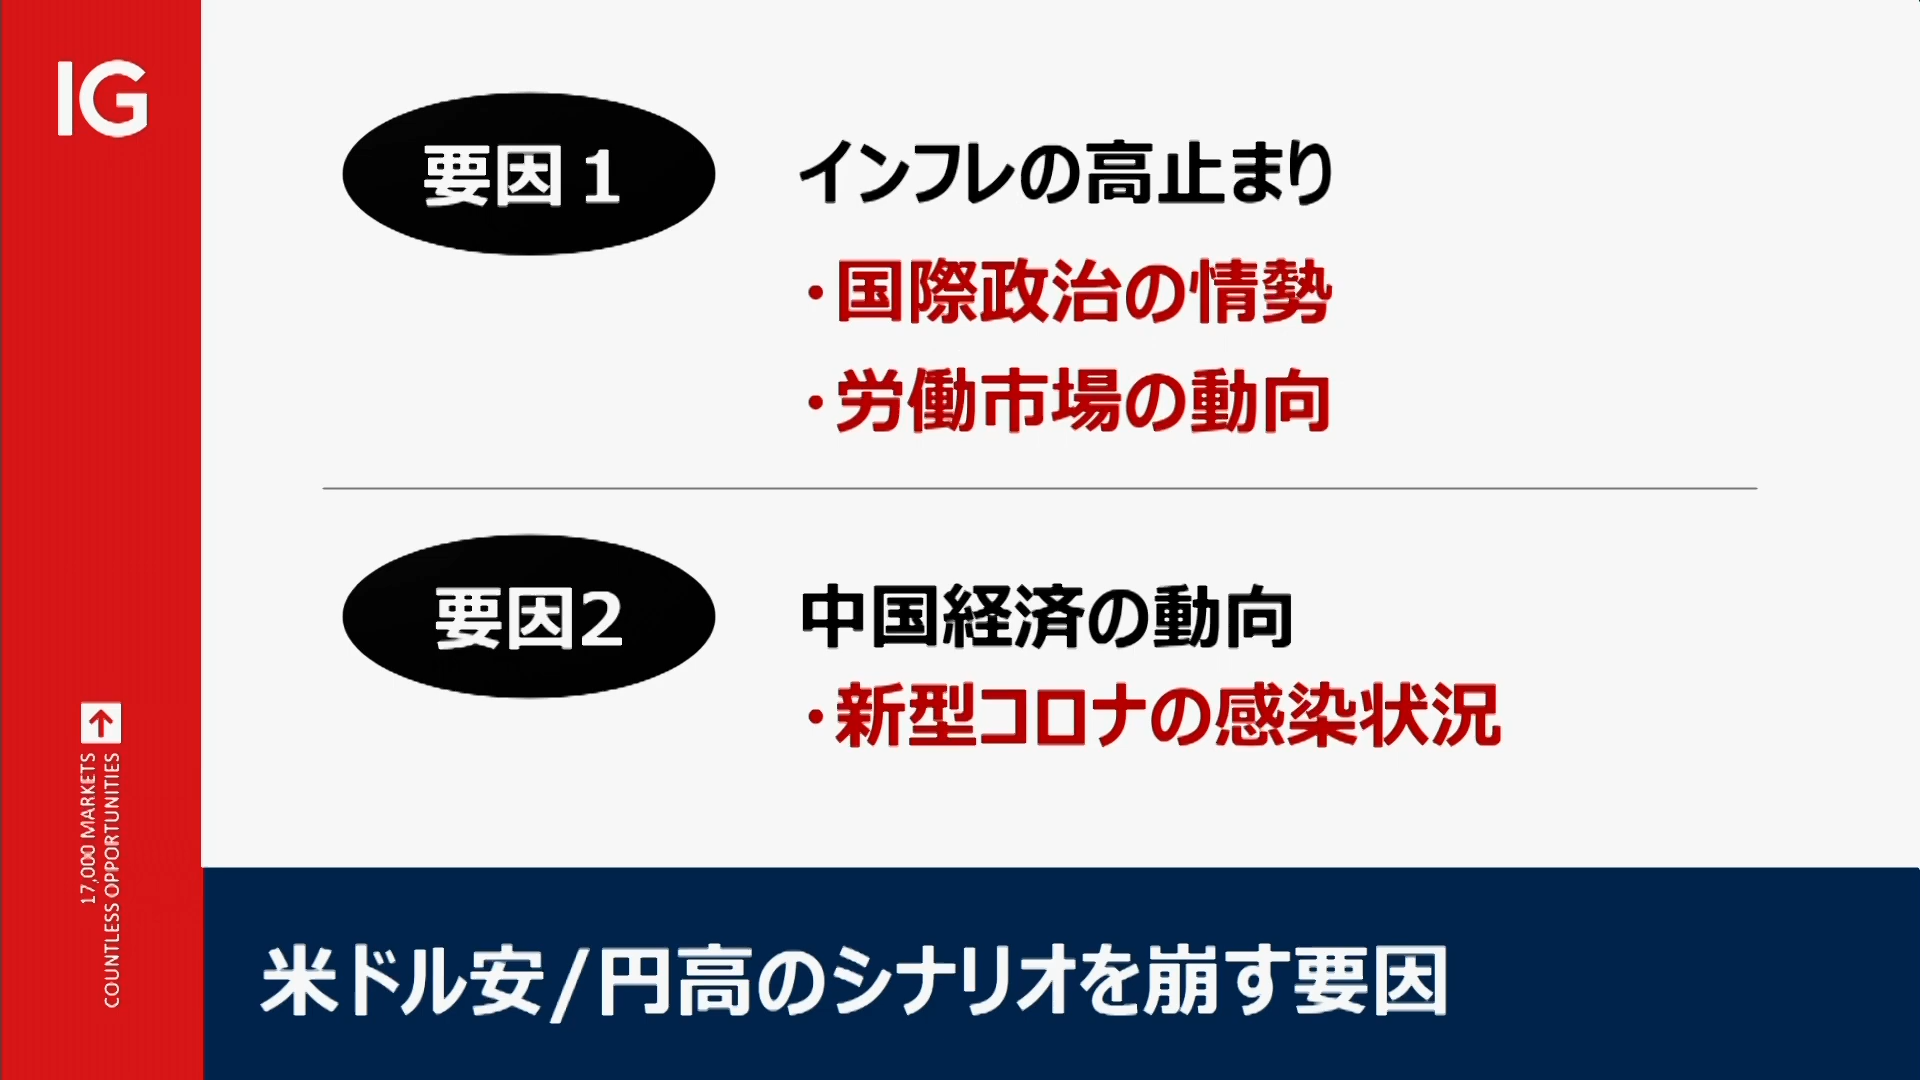 IG
要因１
インフレの高止まり
・国際政治の情勢
・労働市場の動向
要因2
中国経済の動向
・新型コロナの感染状況
17,000 MARKETS
COUNTLESS OPPORTUNITIES
米ドル安/円高のシナリオを崩す要因